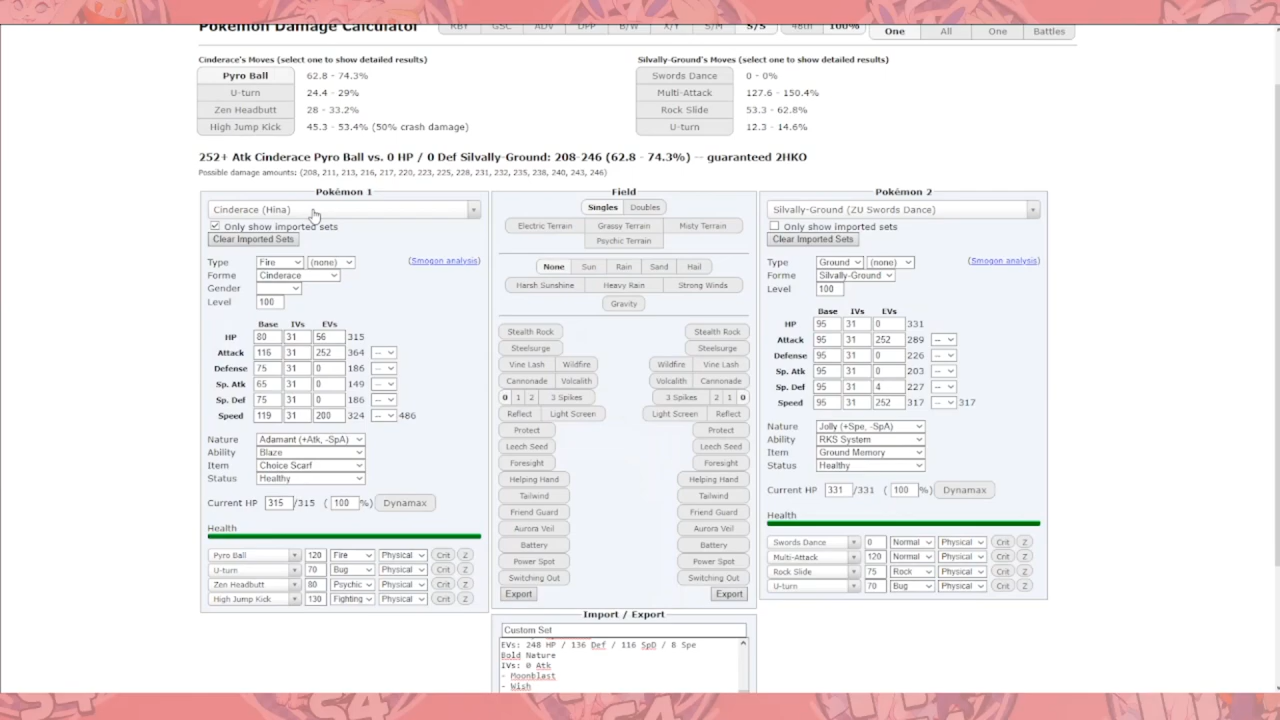 Pokémon Damage Calculator RBY GSC ADV DPP B/W X/Y S/M S/S 48th 100% One All One Battles
Cinderace's Moves (select one to show detailed results)
Pyro Ball 62.8 - 74.3%
U-turn 24.4 - 29%
Zen Headbutt 28 - 33.2%
High Jump Kick 45.3 - 53.4% (50% crash damage)
Silvally-Ground's Moves (select one to show detailed results)
Swords Dance 0 - 0%
Multi-Attack 127.6 - 150.4%
Rock Slide 53.3 - 62.8%
U-turn 12.3 - 14.6%
252+ Atk Cinderace Pyro Ball vs. 0 HP / 0 Def Silvally-Ground: 208-246 (62.8 - 74.3%) -- guaranteed 2HKO
Possible damage amounts: (208, 211, 213, 216, 217, 220, 223, 225, 228, 231, 232, 235, 238, 240, 243, 246)
Pokémon 1
Cinderace (Hina)
Only show imported sets
Clear Imported Sets
Type Fire (none) (Smogon analysis)
Forme Cinderace
Gender
Level 100
Base IVs EVs
HP 80 31 56 315
Attack 116 31 252 364 --
Defense 75 31 0 186 --
Sp. Atk 65 31 0 149 --
Sp. Def 75 31 0 186 --
Speed 119 31 200 324 -- 486
Nature Adamant (+Atk, -SpA)
Ability Blaze
Item Choice Scarf
Status Healthy
Current HP 315 /315 ( 100 %) Dynamax
Health
Pyro Ball 120 Fire Physical Crit Z
U-turn 70 Bug Physical Crit Z
Zen Headbutt 80 Psychic Physical Crit Z
High Jump Kick 130 Fighting Physical Crit Z
Field
Singles Doubles
Electric Terrain Grassy Terrain Misty Terrain
Psychic Terrain
None Sun Rain Sand Hail
Harsh Sunshine Heavy Rain Strong Winds
Gravity
Stealth Rock Stealth Rock
Steelsurge Steelsurge
Vine Lash Wildfire Wildfire Vine Lash
Cannonade Volcalith Volcalith Cannonade
0 1 2 3 Spikes 3 Spikes 2 1 0
Reflect Light Screen Light Screen Reflect
Protect Protect
Leech Seed Leech Seed
Foresight Foresight
Helping Hand Helping Hand
Tailwind Tailwind
Friend Guard Friend Guard
Aurora Veil Aurora Veil
Battery Battery
Power Spot Power Spot
Switching Out Switching Out
Export Export
Import / Export
Custom Set
EVs: 248 HP / 136 Def / 116 SpD / 8 Spe
Bold Nature
IVs: 0 Atk
- Moonblast
- Wish
Pokémon 2
Silvally-Ground (ZU Swords Dance)
Only show imported sets
Clear Imported Sets
Type Ground (none) (Smogon analysis)
Forme Silvally-Ground
Level 100
Base IVs EVs
HP 95 31 0 331
Attack 95 31 252 289 --
Defense 95 31 0 226 --
Sp. Atk 95 31 0 203 --
Sp. Def 95 31 4 227 --
Speed 95 31 252 317 -- 317
Nature Jolly (+Spe, -SpA)
Ability RKS System
Item Ground Memory
Status Healthy
Current HP 331 /331 ( 100 %) Dynamax
Health
Swords Dance 0 Normal Physical Crit Z
Multi-Attack 120 Normal Physical Crit Z
Rock Slide 75 Rock Physical Crit Z
U-turn 70 Bug Physical Crit Z